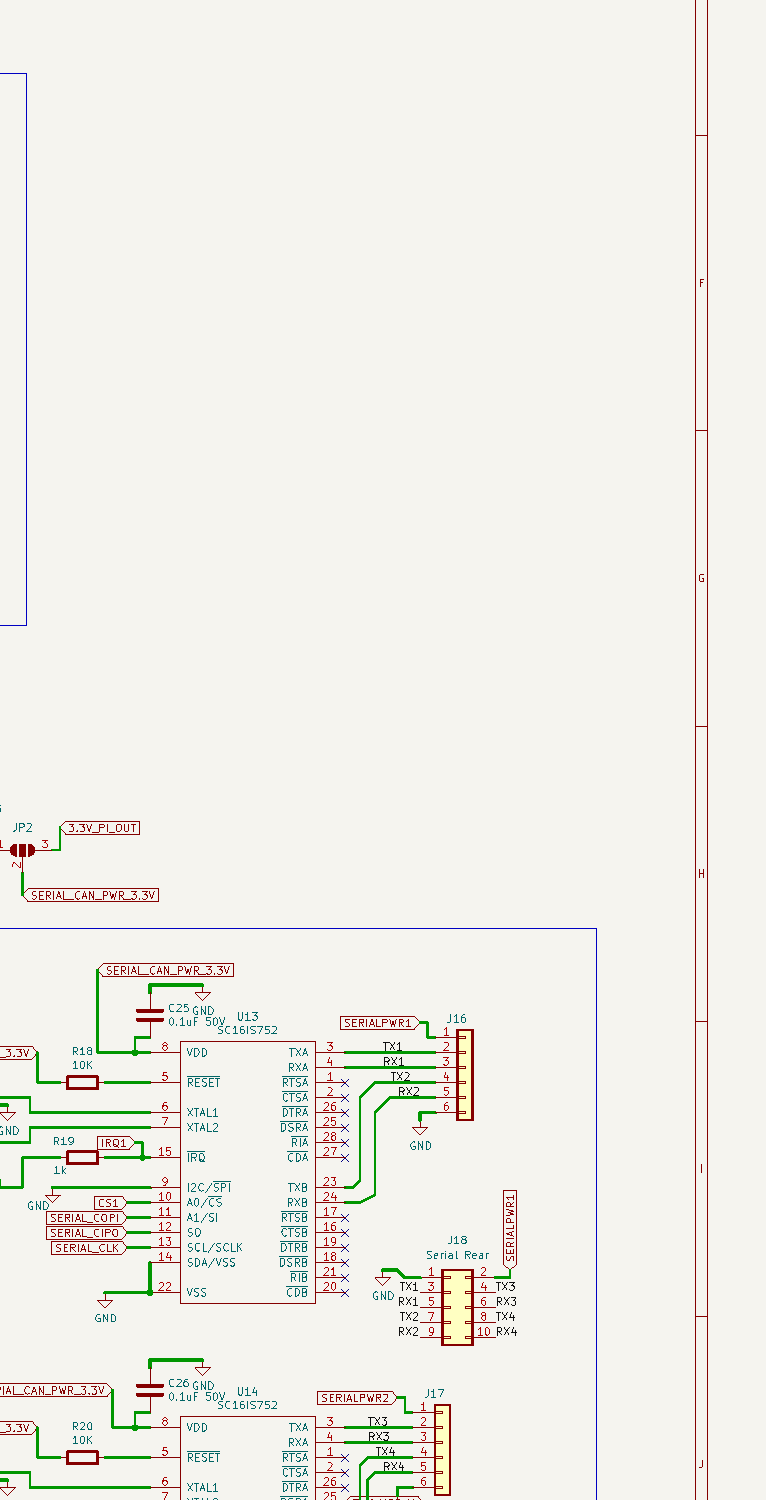 F
G
JP2
3.3V_PI_OUT
1
3
2
H
SERIAL_CAN_PWR_3.3V
SERIAL_CAN_PWR_3.3V
C25
GND
0.1uF 50V
U13
SC16IS752
SERIALPWR1
J16
_3.3V
R18
10K
8 VDD TXA 3 TX1
RXA 4 RX1
5 RESET RTSA 1 TX2
CTSA 2 RX2
6 XTAL1 DTRA 26
7 XTAL2 DSRA 25
1
2
3
4
5
6
GND
GND
R19
1k
IRQ1
RIA 28
15 IRQ CDA 27
I
9 I2C/SPI TXB 23
GND
CS1 10 A0/CS RXB 24
SERIAL_COPI 11 A1/SI RTSB 17
SERIAL_CIPO 12 SO CTSB 16
SERIAL_CLK 13 SCL/SCLK DTRB 19
14 SDA/VSS DSRB 18
RIB 21
22 VSS CDB 20
GND
SERIALPWR1
J18
Serial Rear
GND
1 2
TX1 3 4 TX3
RX1 5 6 RX3
TX2 7 8 TX4
RX2 9 10 RX4
C26
GND
0.1uF 50V
U14
SC16IS752
IAL_CAN_PWR_3.3V
SERIALPWR2
J17
_3.3V
R20
10K
8 VDD TXA 3 TX3
RXA 4 RX3
5 RESET RTSA 1 TX4
CTSA 2 RX4
6 XTAL1 DTRA 26
7
25
1
2
3
4
5
6
J